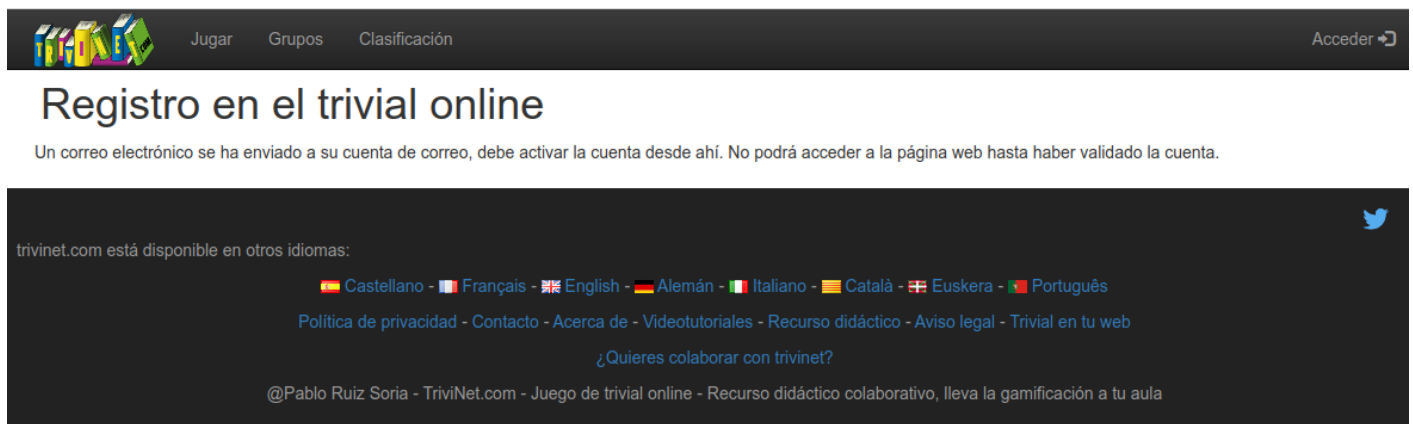 TRIVINET.COM Jugar Grupos Clasificación Acceder
Registro en el trivial online
Un correo electrónico se ha enviado a su cuenta de correo, debe activar la cuenta desde ahí. No podrá acceder a la página web hasta haber validado la cuenta.
trivinet.com está disponible en otros idiomas:
Castellano - Français - English - Alemán - Italiano - Català - Euskera - Português
Política de privacidad - Contacto - Acerca de - Videotutoriales - Recurso didáctico - Aviso legal - Trivial en tu web
¿Quieres colaborar con trivinet?
@Pablo Ruiz Soria - TriviNet.com - Juego de trivial online - Recurso didáctico colaborativo, lleva la gamificación a tu aula